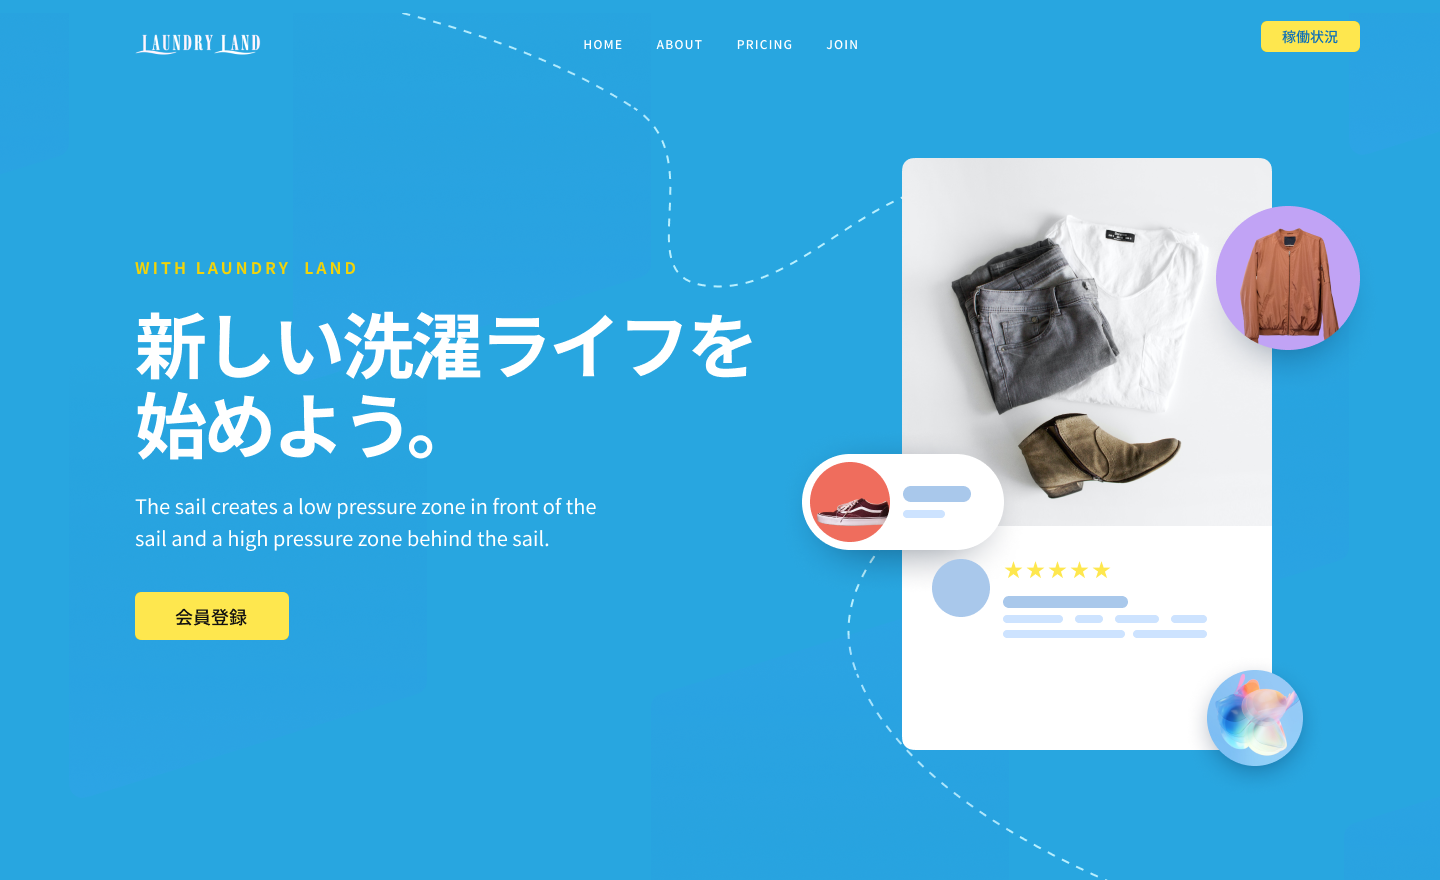 LAUNDRY LAND
HOME ABOUT PRICING JOIN
稼働状況
WITH LAUNDRY LAND
新しい洗濯ライフを
始めよう。
The sail creates a low pressure zone in front of the
sail and a high pressure zone behind the sail.
会員登録